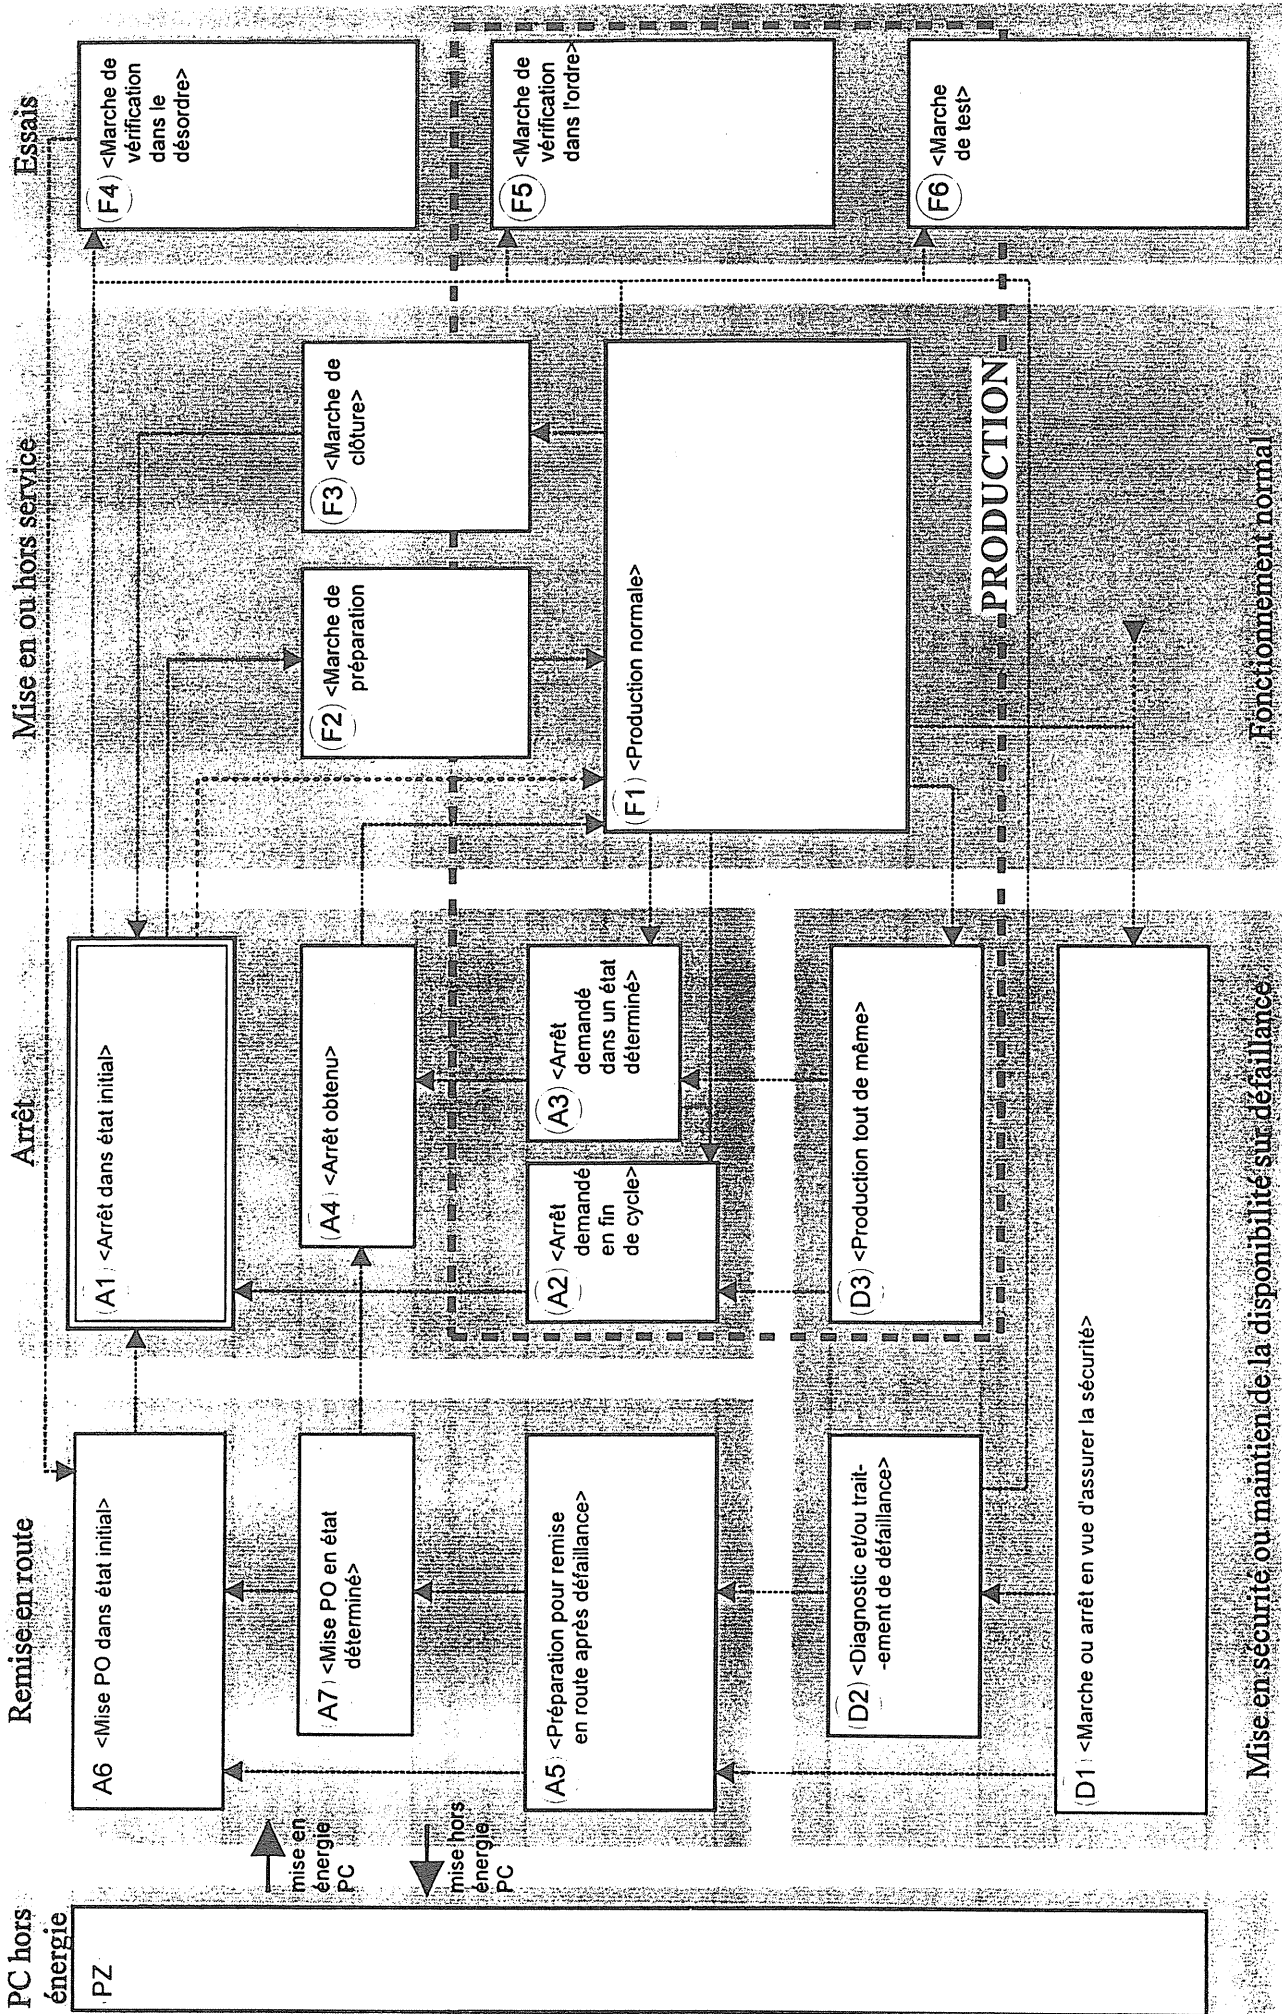 PC hors
énergie
Remise en route
Arrêt
Mise en ou hors service
Essais
PZ
mise en
énergie
PC
mise hors
énergie
PC
A6 <Mise PO dans état initial>
A7 <Mise PO en état
déterminé>
A5 <Préparation pour remise
en route après défaillance>
D2 <Diagnostic et/ou trait-
-ement de défaillance>
D1 <Marche ou arrêt en vue d'assurer la sécurité>
A1 <Arrêt dans état initial>
A4 <Arrêt obtenu>
A2 <Arrêt
demandé
en fin
de cycle>
A3 <Arrêt
demandé
dans un état
déterminé>
D3 <Production tout de même>
F2 <Marche de
préparation
F3 <Marche de
clôture>
F1 <Production normale>
F4 <Marche de
vérification
dans le
désordre>
F5 <Marche de
vérification
dans l'ordre>
F6 <Marche
de test>
PRODUCTION
Mise en sécurité ou maintien de la disponibilité sur défaillance
Fonctionnement normal